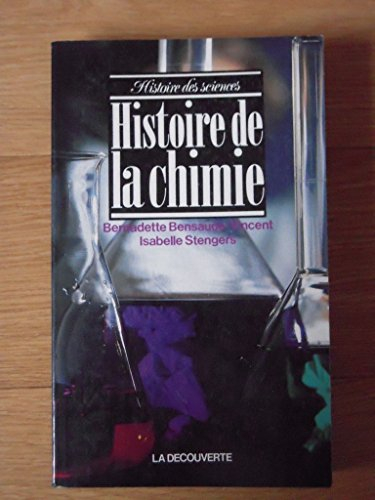 Histoire des sciences
Histoire de
la chimie
Bernadette Bensaude-Vincent
Isabelle Stengers
LA DECOUVERTE